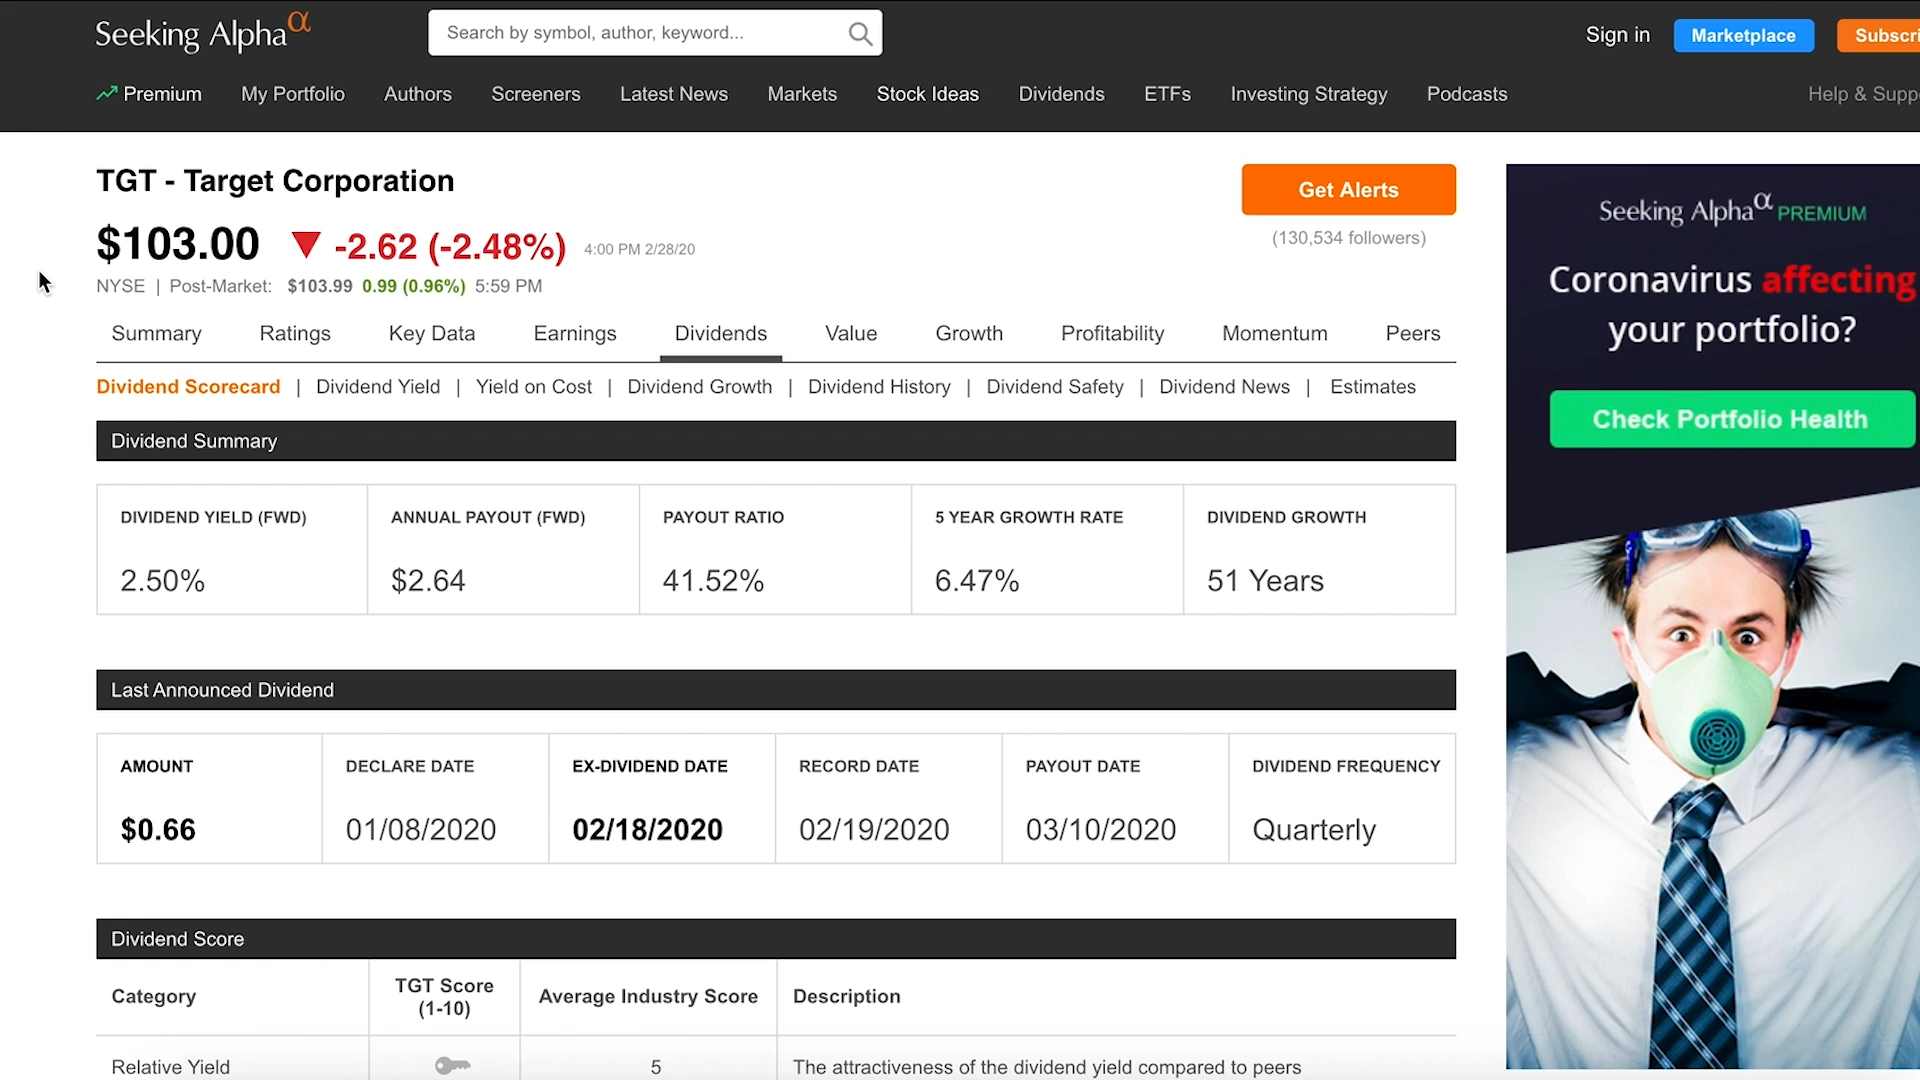 Seeking Alphaα
Search by symbol, author, keyword...
Sign in
Marketplace
Subscri
Premium
My Portfolio
Authors
Screeners
Latest News
Markets
Stock Ideas
Dividends
ETFs
Investing Strategy
Podcasts
Help & Supp
TGT - Target Corporation
Get Alerts
(130,534 followers)
$103.00 ▼ -2.62 (-2.48%) 4:00 PM 2/28/20
NYSE | Post-Market: $103.99 0.99 (0.96%) 5:59 PM
Summary
Ratings
Key Data
Earnings
Dividends
Value
Growth
Profitability
Momentum
Peers
Dividend Scorecard | Dividend Yield | Yield on Cost | Dividend Growth | Dividend History | Dividend Safety | Dividend News | Estimates
Dividend Summary
DIVIDEND YIELD (FWD)
2.50%
ANNUAL PAYOUT (FWD)
$2.64
PAYOUT RATIO
41.52%
5 YEAR GROWTH RATE
6.47%
DIVIDEND GROWTH
51 Years
Last Announced Dividend
AMOUNT
$0.66
DECLARE DATE
01/08/2020
EX-DIVIDEND DATE
02/18/2020
RECORD DATE
02/19/2020
PAYOUT DATE
03/10/2020
DIVIDEND FREQUENCY
Quarterly
Dividend Score
Category
TGT Score
(1-10)
Average Industry Score
Description
Relative Yield
5
The attractiveness of the dividend yield compared to peers
Seeking Alphaα PREMIUM
Coronavirus affecting
your portfolio?
Check Portfolio Health